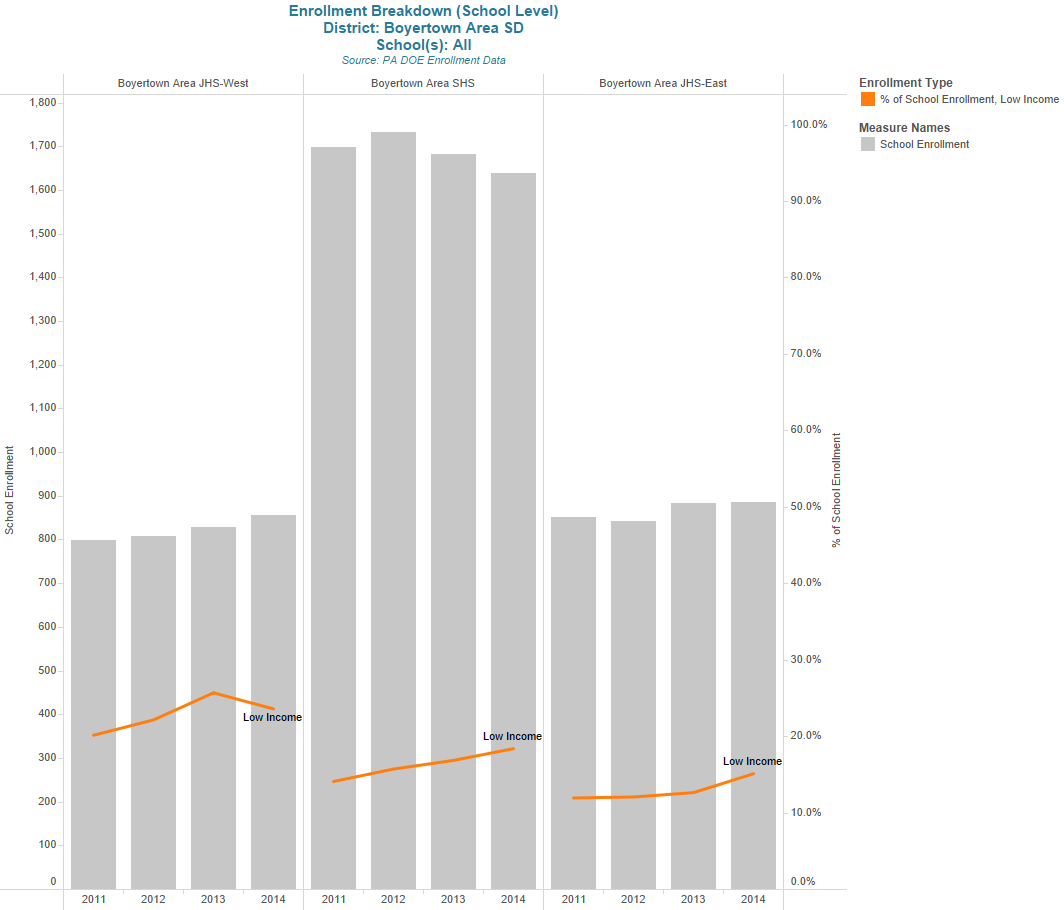 Enrollment Breakdown (School Level)
District: Boyertown Area SD
School(s): All
Source: PA DOE Enrollment Data
Boyertown Area JHS-West
Boyertown Area SHS
Boyertown Area JHS-East
Enrollment Type
% of School Enrollment, Low Income
Measure Names
School Enrollment
School Enrollment
1,800
1,700
1,600
1,500
1,400
1,300
1,200
1,100
1,000
900
800
700
600
500
400
300
200
100
0
Low Income
Low Income
Low Income
100.0%
90.0%
80.0%
70.0%
60.0%
50.0%
40.0%
30.0%
20.0%
10.0%
0.0%
% of School Enrollment
2011 2012 2013 2014 2011 2012 2013 2014 2011 2012 2013 2014